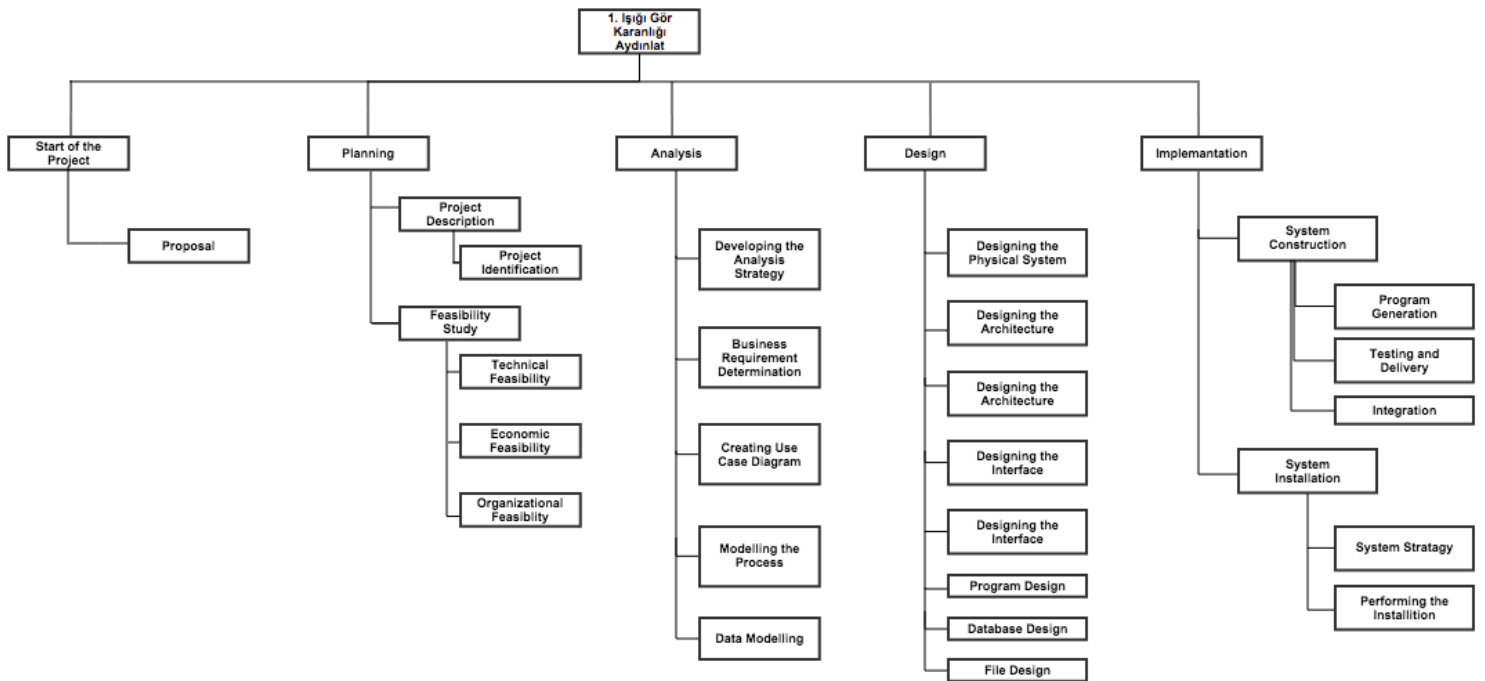 1. Işığı Gör
Karanlığı
Aydınlat
Start of the
Project
Proposal
Planning
Project
Description
Project
Identification
Feasibility
Study
Technical
Feasibility
Economic
Feasibility
Organizational
Feasiblity
Analysis
Developing the
Analysis
Strategy
Business
Requirement
Determination
Creating Use
Case Diagram
Modelling the
Process
Data Modelling
Design
Designing the
Physical System
Designing the
Architecture
Designing the
Architecture
Designing the
Interface
Designing the
Interface
Program Design
Database Design
File Design
Implemantation
System
Construction
Program
Generation
Testing and
Delivery
Integration
System
Installation
System Stratagy
Performing the
Installition